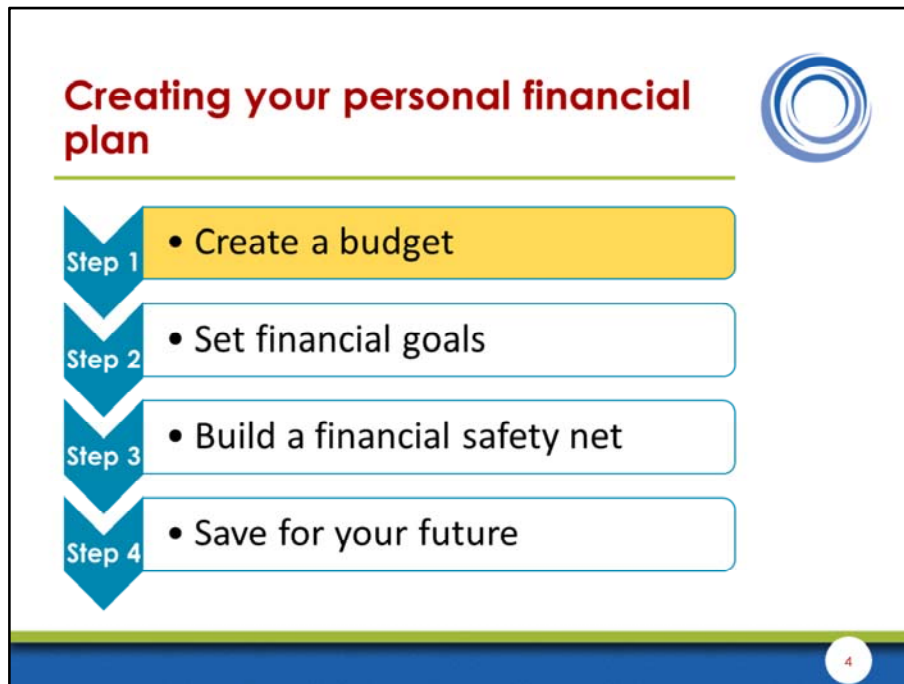 Creating your personal financial
plan
Step 1
• Create a budget
Step 2
• Set financial goals
Step 3
• Build a financial safety net
Step 4
• Save for your future
4